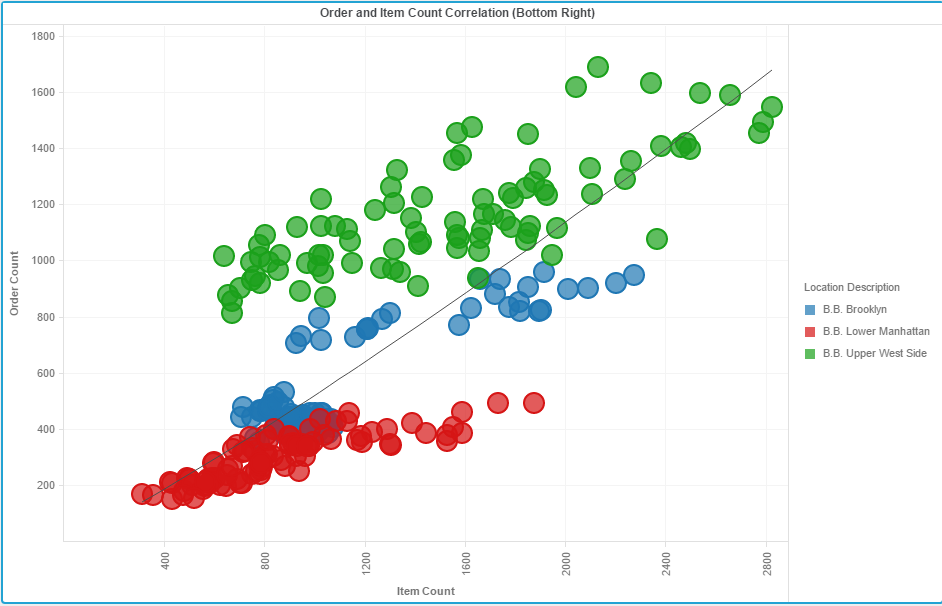 Order and Item Count Correlation (Bottom Right)
1800
1600
1400
1200
1000
800
600
400
200
Order Count
400
800
1200
1600
2000
2400
2800
Item Count
Location Description
B.B. Brooklyn
B.B. Lower Manhattan
B.B. Upper West Side